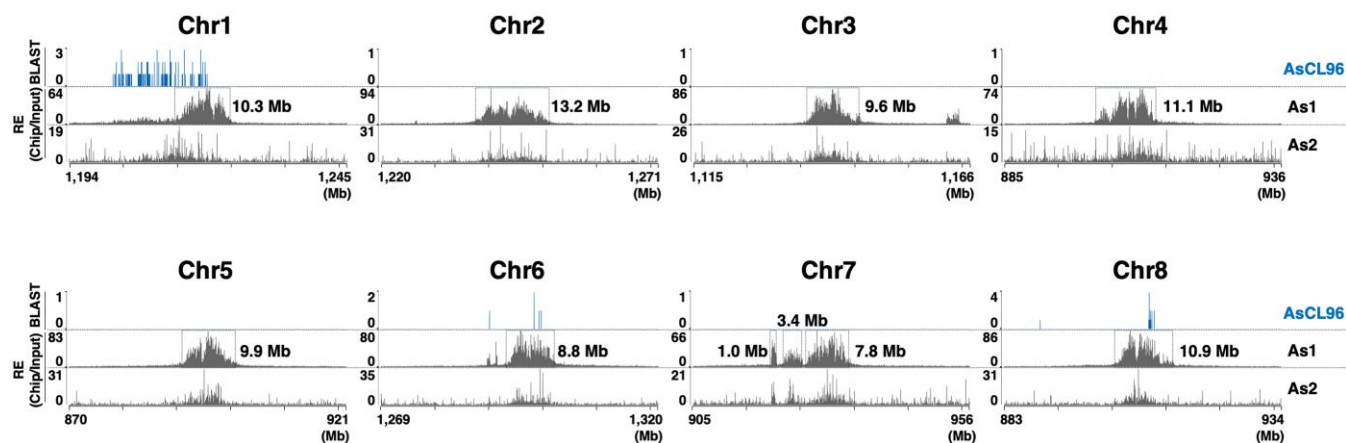 Chr1 Chr2 Chr3 Chr4
BLAST 3 0 1 0 1 0 1 0 AsCL96
RE (Chip/Input) 64 0 10.3 Mb 94 0 13.2 Mb 86 0 9.6 Mb 74 0 11.1 Mb As1
19 0 31 0 26 0 15 0 As2
1,194 1,245 1,220 1,271 1,115 1,166 885 936
(Mb) (Mb) (Mb) (Mb)
Chr5 Chr6 Chr7 Chr8
BLAST 1 0 2 0 1 0 4 0 AsCL96
3.4 Mb
RE (Chip/Input) 83 0 9.9 Mb 80 0 8.8 Mb 66 0 1.0 Mb 7.8 Mb 86 0 10.9 Mb As1
31 0 35 0 21 0 31 0 As2
870 921 1,269 1,320 905 956 883 934
(Mb) (Mb) (Mb) (Mb)